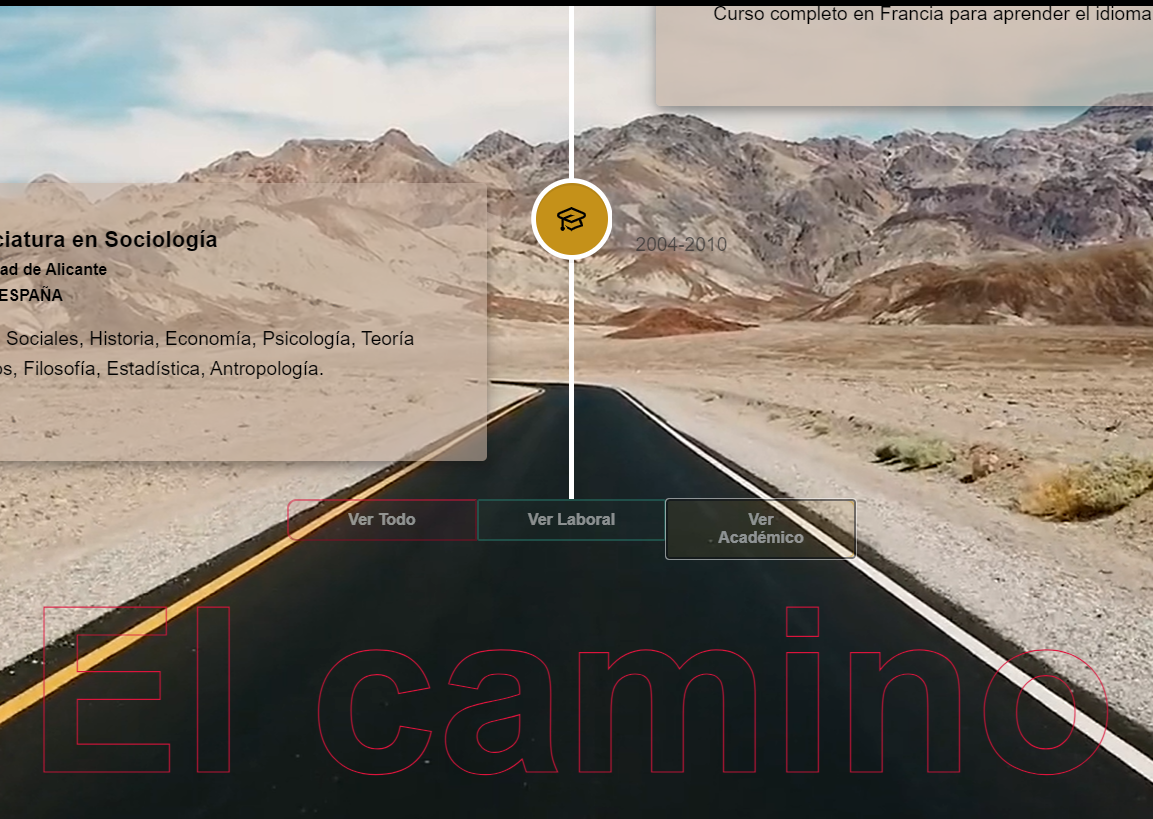 Curso completo en Francia para aprender el idioma
ciatura en Sociología
ad de Alicante
ESPAÑA
2004-2010
Sociales, Historia, Economía, Psicología, Teoría
os, Filosofía, Estadística, Antropología.
Ver Todo
Ver Laboral
Ver
Académico
El camino